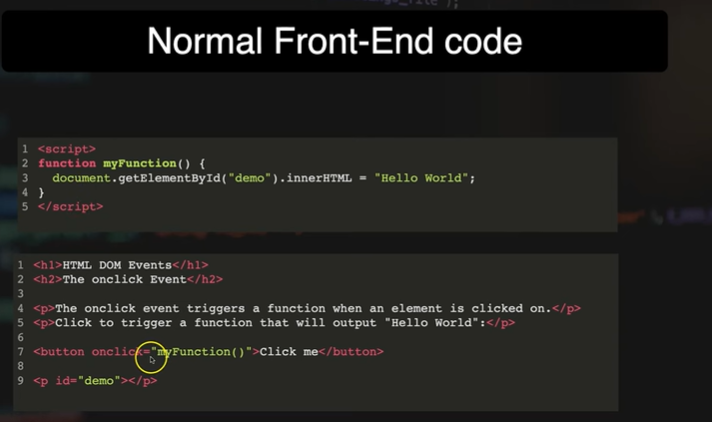 Normal Front-End code
1 <script>
2 function myFunction() {
3   document.getElementById("demo").innerHTML = "Hello World";
4 }
5 </script>
1 <h1>HTML DOM Events</h1>
2 <h2>The onclick Event</h2>
3
4 <p>The onclick event triggers a function when an element is clicked on.</p>
5 <p>Click to trigger a function that will output "Hello World":</p>
6
7 <button onclick="myFunction()">Click me</button>
8
9 <p id="demo"></p>